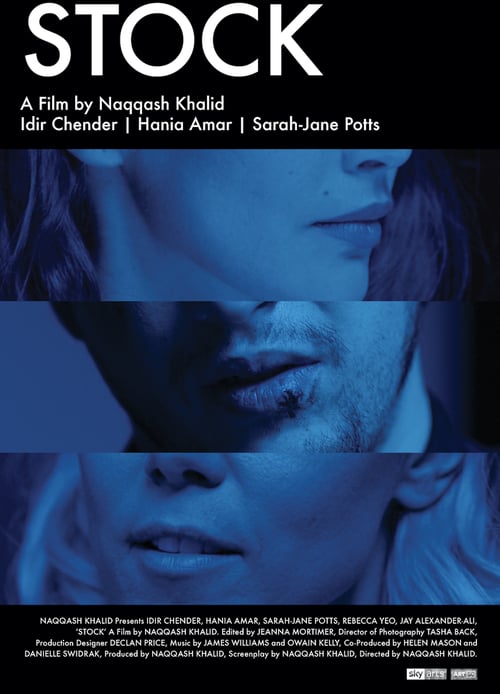 STOCK
A Film by Naqqash Khalid
Idir Chender | Hania Amar | Sarah-Jane Potts
NAQQASH KHALID Presents IDIR CHENDER, HANIA AMAR, SARAH-JANE POTTS, REBECCA YEO, JAY ALEXANDER-ALI,
'STOCK' A Film by NAQQASH KHALID. Edited by JEANNA MORTIMER, Director of Photography TASHA BACK,
Production Designer DECLAN PRICE, Music by JAMES WILLIAMS and OWAIN KELLY, Co-Produced by HELEN MASON and
DANIELLE SWIDRAK, Produced by NAQQASH KHALID, Screenplay by NAQQASH KHALID, Directed by NAQQASH KHALID.
sky arts